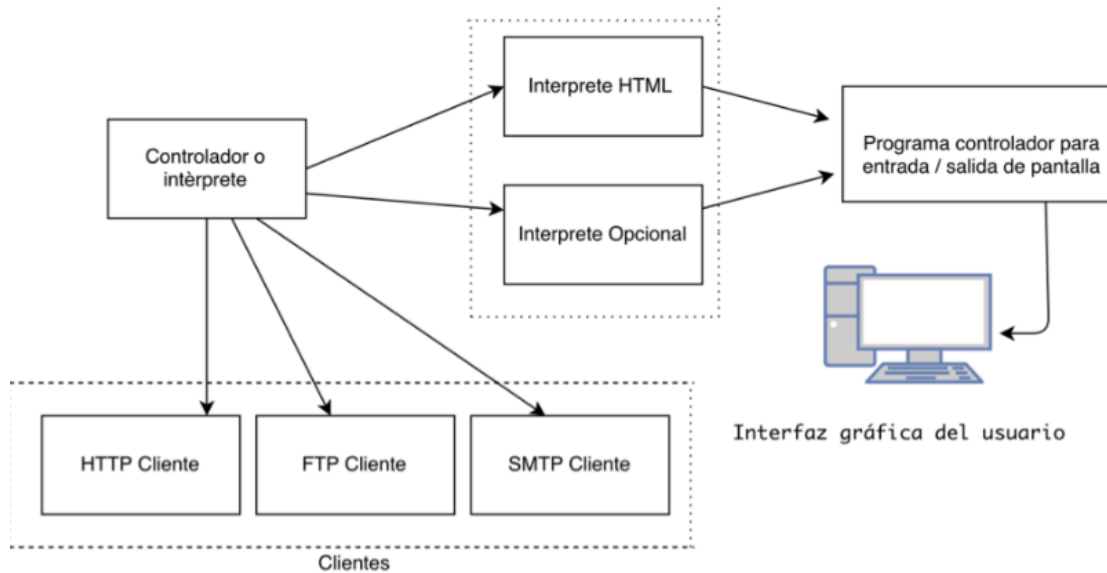 Interprete HTML
Controlador o
intèrprete
Programa controlador para
entrada / salida de pantalla
Interprete Opcional
Interfaz gráfica del usuario
HTTP Cliente
FTP Cliente
SMTP Cliente
Clientes